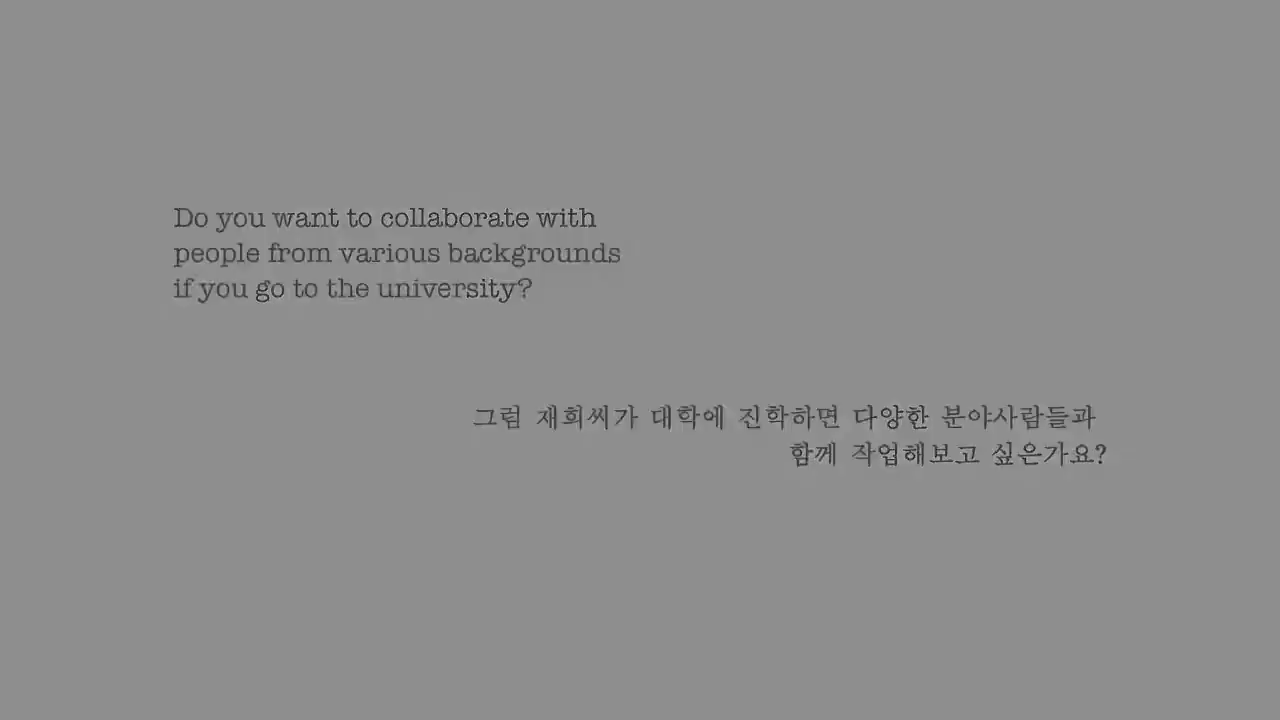 Do you want to collaborate with
people from various backgrounds
if you go to the university?
그럼 재희씨가 대학에 진학하면 다양한 분야사람들과
함께 작업해보고 싶은가요?